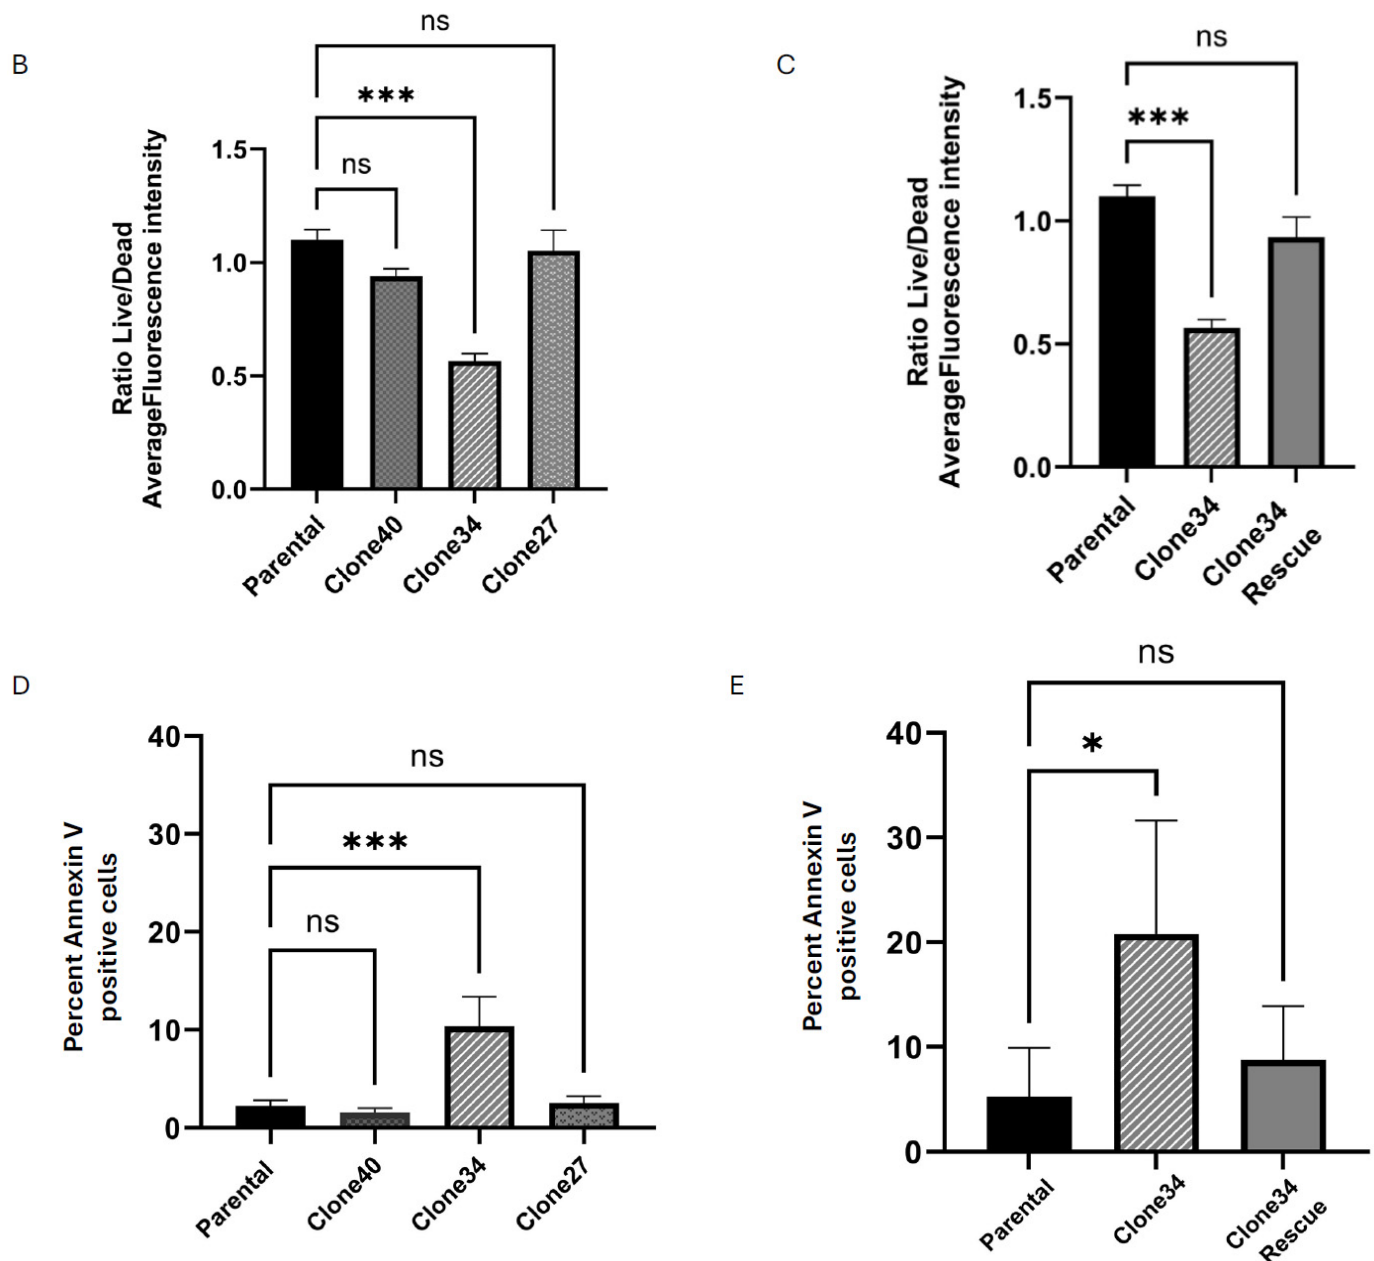 B
ns
***
ns
Ratio Live/Dead
AverageFluorescence intensity
1.5
1.0
0.5
0.0
Parental
Clone40
Clone34
Clone27
C
ns
***
Ratio Live/Dead
AverageFluorescence intensity
1.5
1.0
0.5
0.0
Parental
Clone34
Clone34
Rescue
D
ns
***
ns
Percent Annexin V
positive cells
40
30
20
10
0
Parental
Clone40
Clone34
Clone27
E
ns
*
Percent Annexin V
positive cells
40
30
20
10
0
Parental
Clone34
Clone34
Rescue